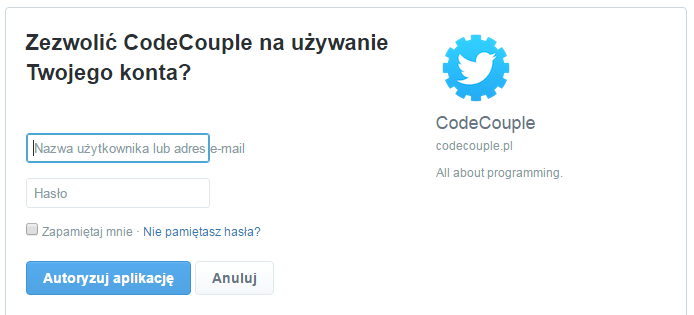 Zezwolić CodeCouple na używanie
Twojego konta?
Nazwa użytkownika lub adres e-mail
Hasło
Zapamiętaj mnie · Nie pamiętasz hasła?
Autoryzuj aplikację Anuluj
CodeCouple
codecouple.pl
All about programming.